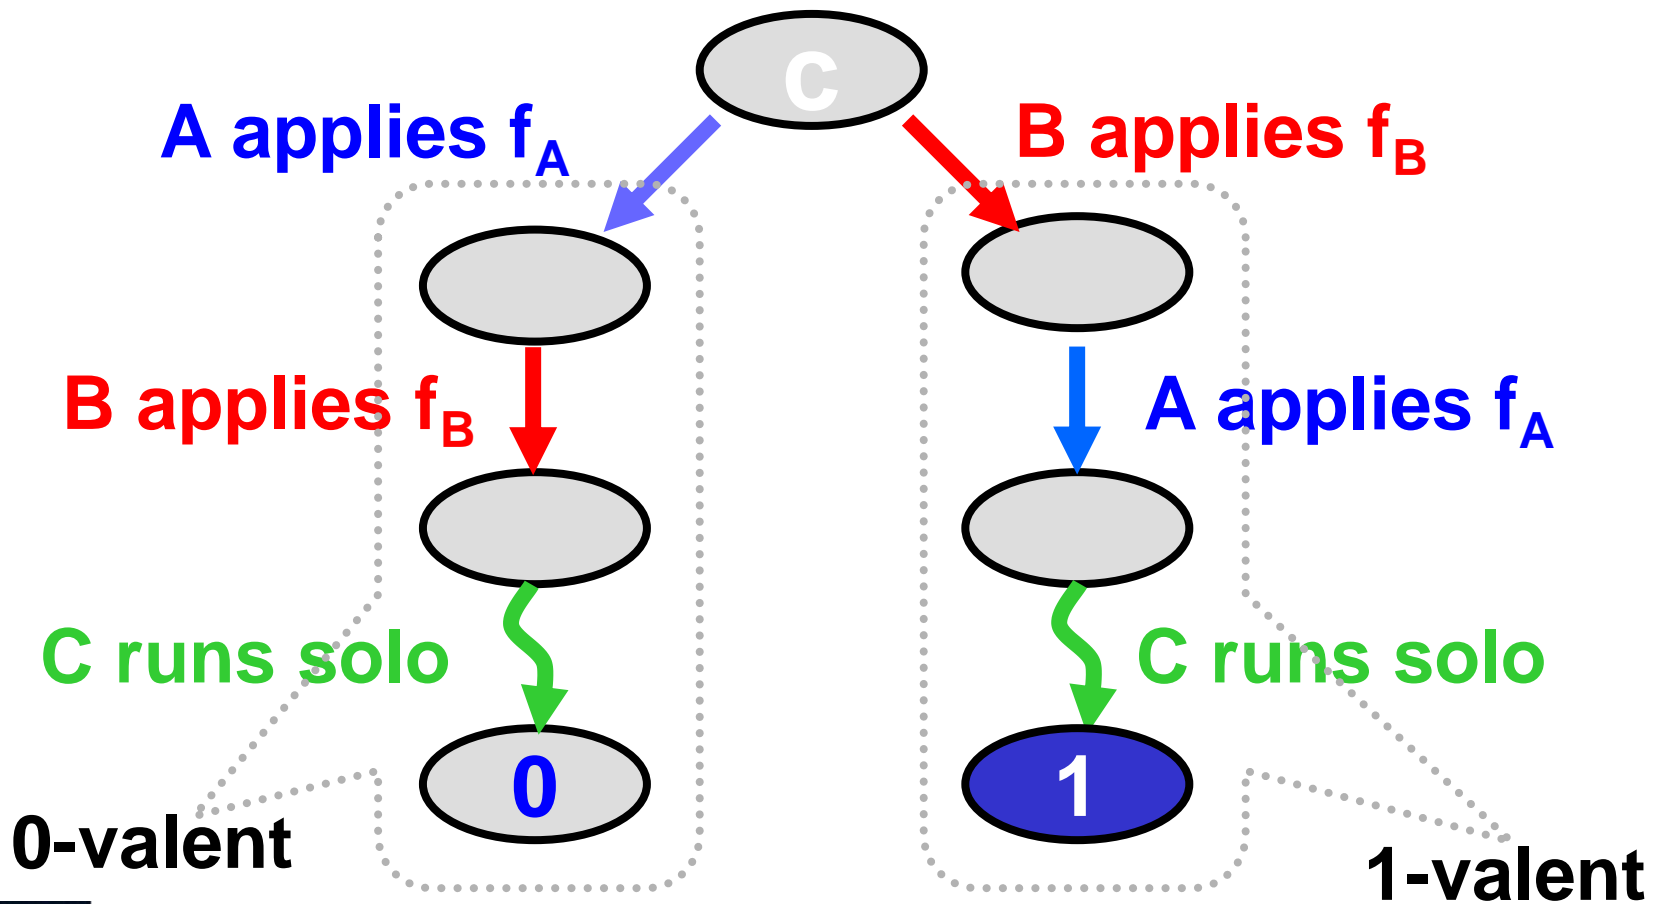 c
A applies fA
B applies fB
B applies fB
A applies fA
C runs solo
C runs solo
0
1
0-valent
1-valent